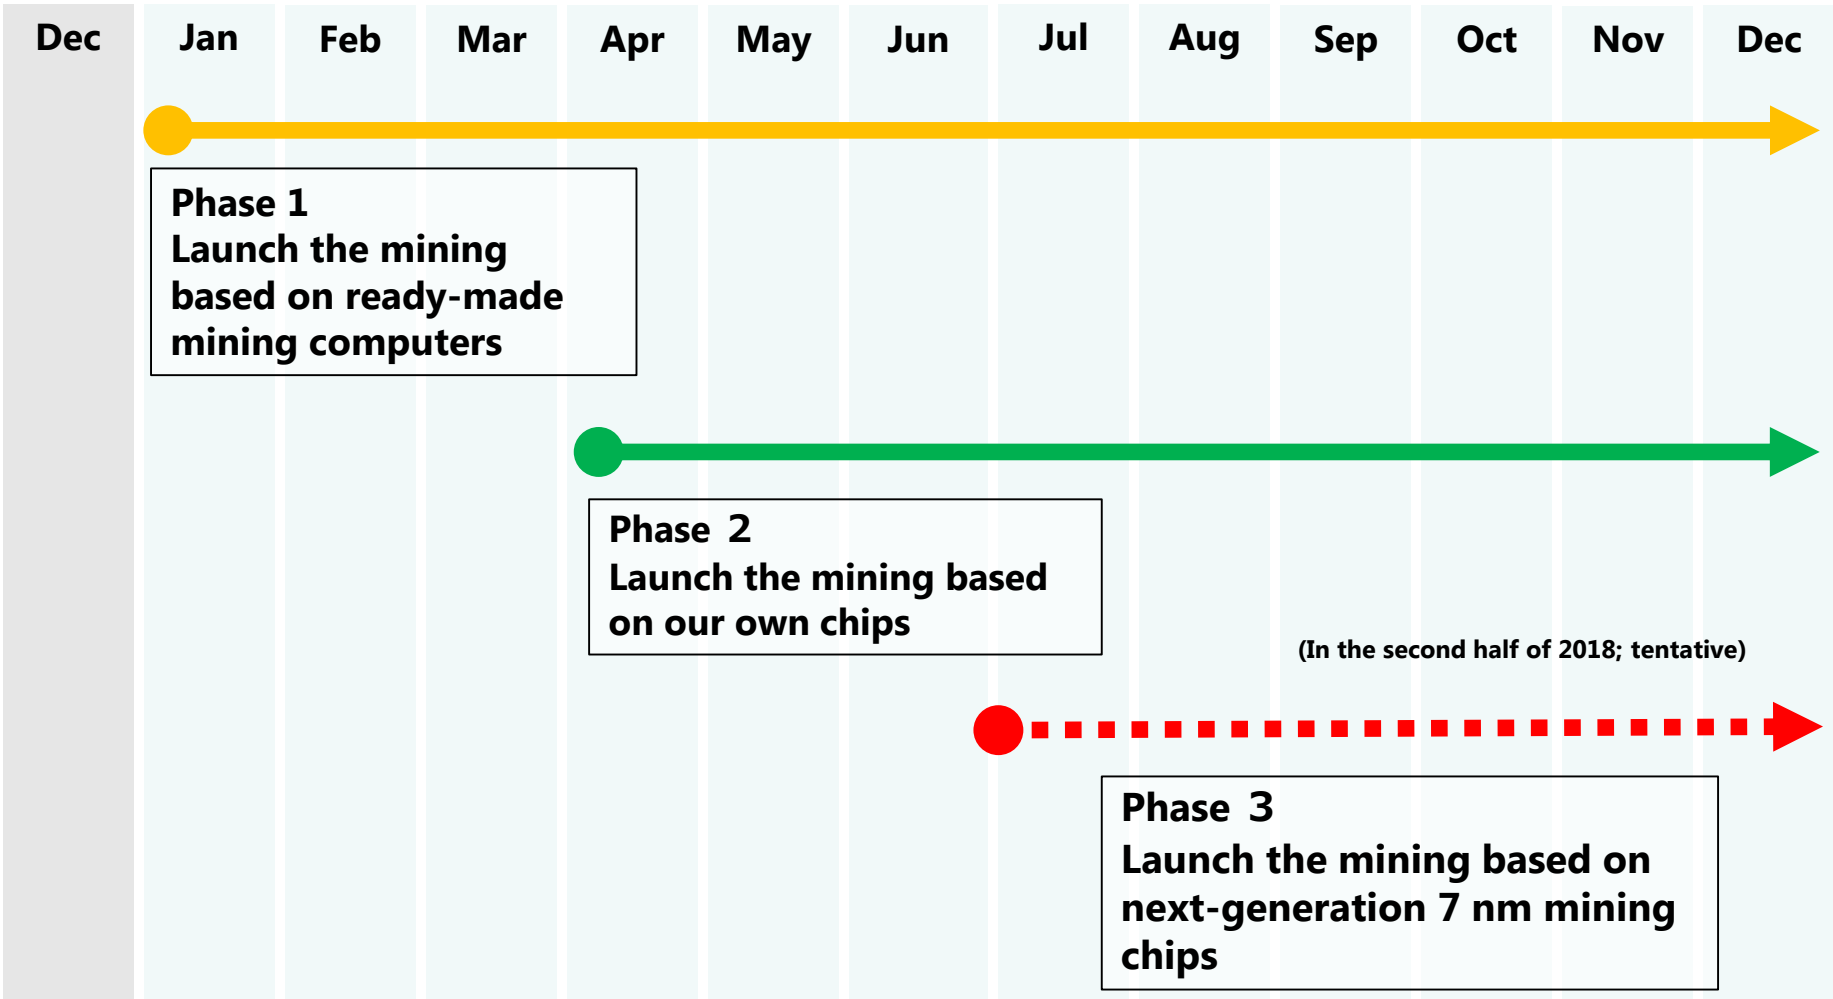 Dec Jan Feb Mar Apr May Jun Jul Aug Sep Oct Nov Dec
Phase 1
Launch the mining
based on ready-made
mining computers
Phase 2
Launch the mining based
on our own chips
(In the second half of 2018; tentative)
Phase 3
Launch the mining based on
next-generation 7 nm mining
chips